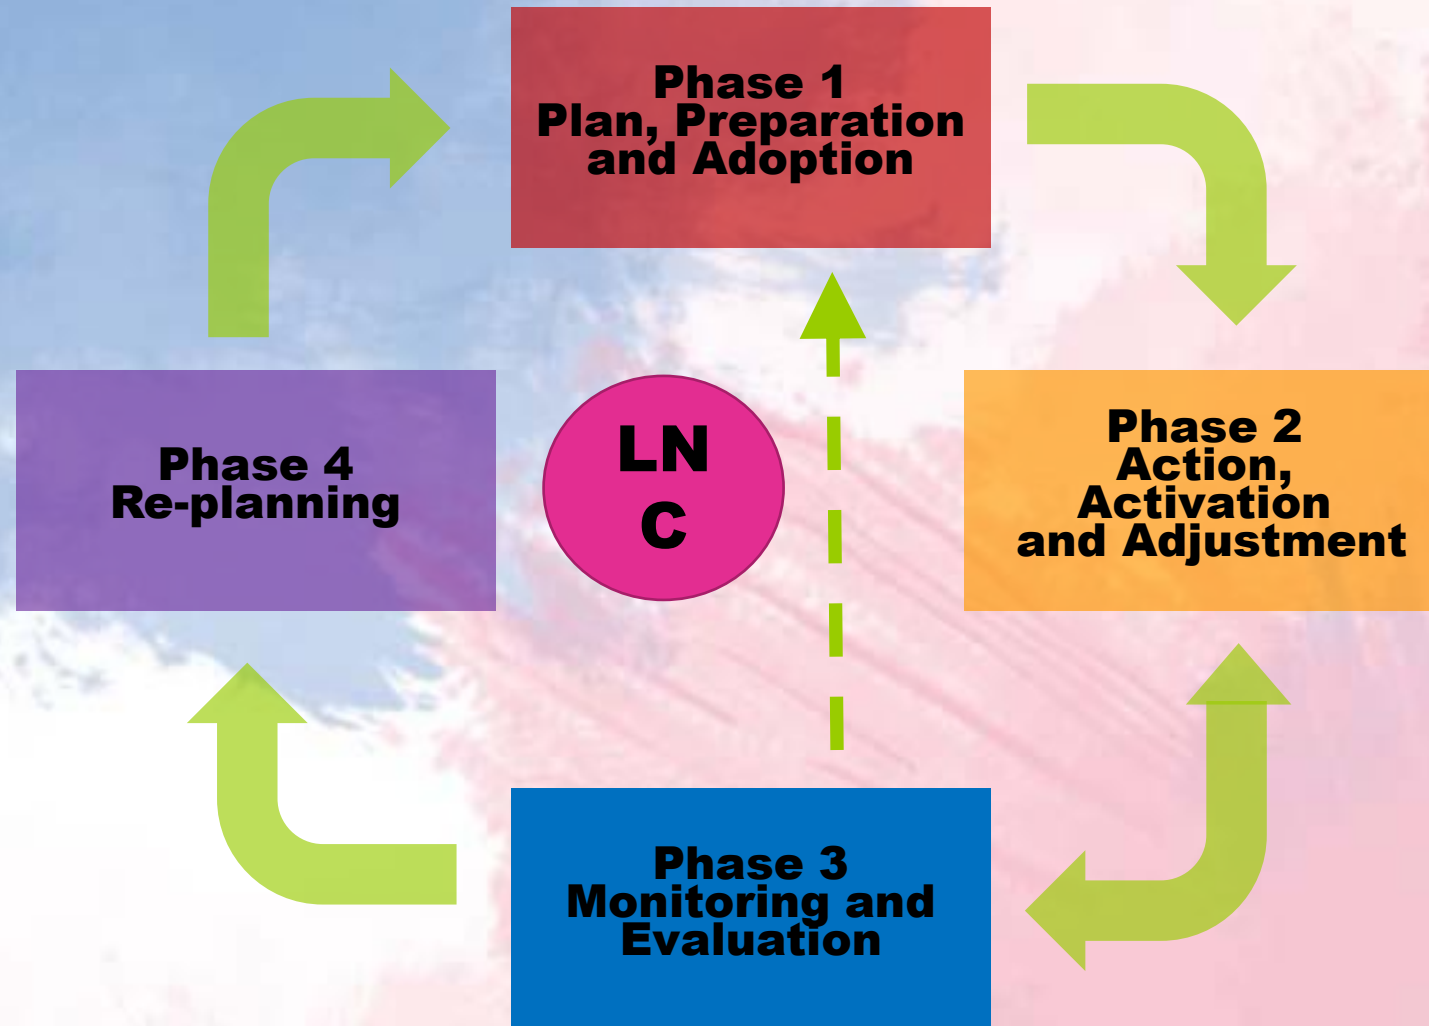 Phase 1
Plan, Preparation
and Adoption
Phase 2
Action,
Activation
and Adjustment
LN
C
Phase 4
Re-planning
Phase 3
Monitoring and
Evaluation